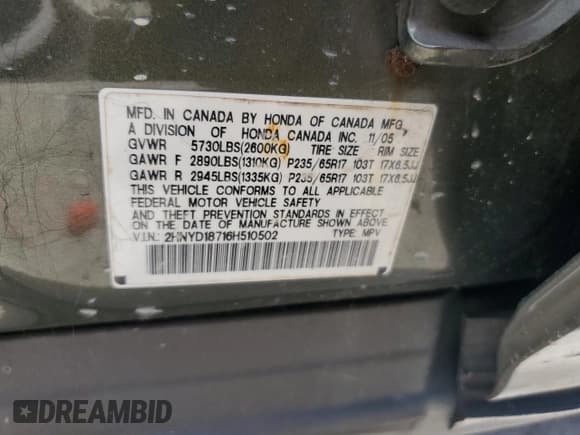 MFD. IN CANADA BY HONDA OF CANADA MFG.,
A DIVISION OF HONDA CANADA INC. 11/05
GVWR 5730LBS(2600KG) TIRE SIZE RIM SIZE
GAWR F 2890LBS(1310KG) P235/65R17 103T 17X6.5JJ
GAWR R 2945LBS(1335KG) P235/65R17 103T 17X6.5JJ
THIS VEHICLE CONFORMS TO ALL APPLICABLE
FEDERAL MOTOR VEHICLE SAFETY
AND THEFT PREVENTION STANDARDS IN EFFECT
ON THE DATE OF MANUFACTURE SHOWN ABOVE.
V.I.N.: 2HNYD18716H510502 TYPE: MPV
DREAMBID